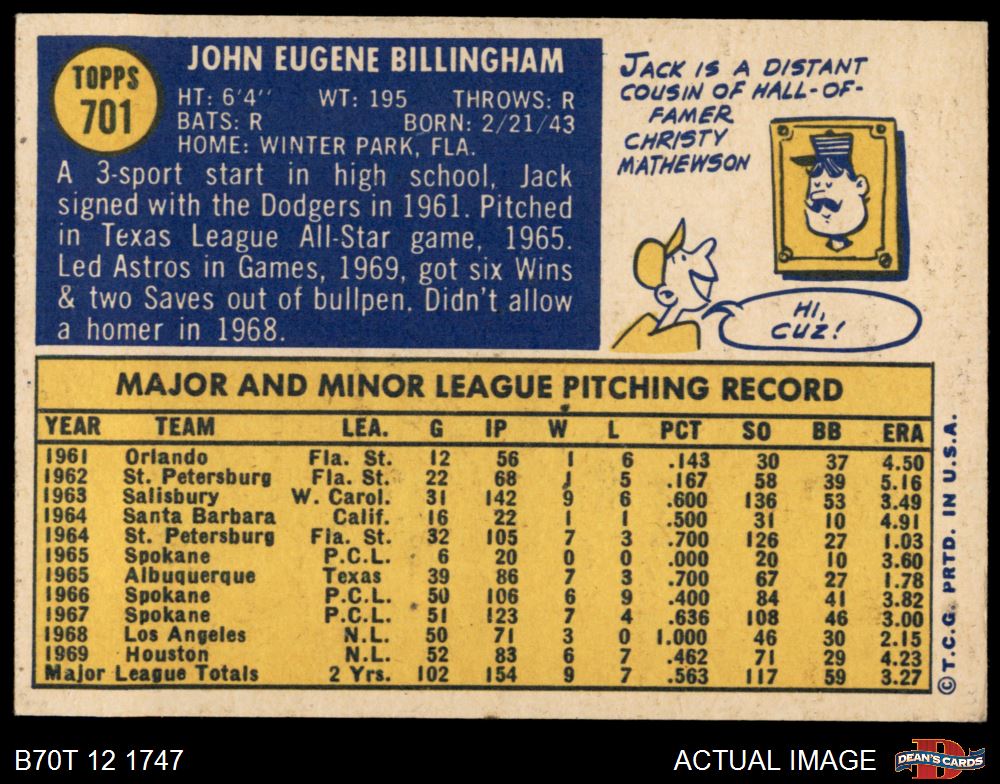 TOPPS
701
JOHN EUGENE BILLINGHAM
HT: 6'4" WT: 195 THROWS: R
BATS: R BORN: 2/21/43
HOME: WINTER PARK, FLA.
A 3-sport start in high school, Jack
signed with the Dodgers in 1961. Pitched
in Texas League All-Star game, 1965.
Led Astros in Games, 1969, got six Wins
& two Saves out of bullpen. Didn't allow
a homer in 1968.
JACK IS A DISTANT
COUSIN OF HALL-OF-
FAMER
CHRISTY
MATHEWSON
HI,
CUZ!
MAJOR AND MINOR LEAGUE PITCHING RECORD
YEAR TEAM LEA. G IP W L PCT SO BB ERA
1961 Orlando Fla. St. 12 56 1 6 .143 30 37 4.50
1962 St. Petersburg Fla. St. 22 68 1 5 .167 58 39 5.16
1963 Salisbury W. Carol. 31 142 9 6 .600 136 53 3.49
1964 Santa Barbara Calif. 16 22 1 1 .500 31 10 4.91
1964 St. Petersburg Fla. St. 32 105 7 3 .700 126 27 1.03
1965 Spokane P.C.L. 6 20 0 0 .000 20 10 3.60
1965 Albuquerque Texas 39 86 7 3 .700 67 27 1.78
1966 Spokane P.C.L. 50 106 6 9 .400 84 41 3.82
1967 Spokane P.C.L. 51 123 7 4 .636 108 46 3.00
1968 Los Angeles N.L. 50 71 3 0 1.000 46 30 2.15
1969 Houston N.L. 52 83 6 7 .462 71 29 4.23
Major League Totals 2 Yrs. 102 154 9 7 .563 117 59 3.27
©T.C.G. PRTD. IN U.S.A.
B70T 12 1747
ACTUAL IMAGE
D
DEAN'S CARDS